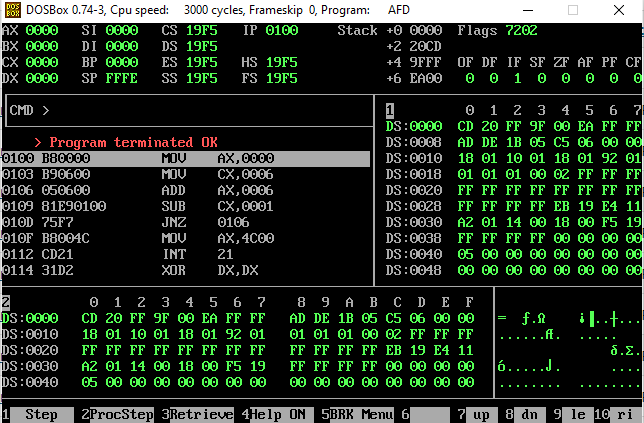 DOSBox 0.74-3, Cpu speed: 3000 cycles, Frameskip 0, Program: AFD
AX 0000 SI 0000 CS 19F5 IP 0100 Stack +0 0000 Flags 7202
BX 0000 DI 0000 DS 19F5 +2 20CD
CX 0000 BP 0000 ES 19F5 HS 19F5 +4 9FFF OF DF IF SF ZF AF PF CF
DX 0000 SP FFFE SS 19F5 FS 19F5 +6 EA00 0 0 1 0 0 0 0 0
CMD >
1 0 1 2 3 4 5 6 7
DS:0000 CD 20 FF 9F 00 EA FF FF
> Program terminated OK
DS:0008 AD DE 1B 05 C5 06 00 00
0100 B80000 MOV AX,0000
DS:0010 18 01 10 01 18 01 92 01
0103 B90600 MOV CX,0006
DS:0018 01 01 01 00 02 FF FF FF
0106 050600 ADD AX,0006
DS:0020 FF FF FF FF FF FF FF FF
0109 81E90100 SUB CX,0001
DS:0028 FF FF FF FF EB 19 E4 11
010D 75F7 JNZ 0106
DS:0030 A2 01 14 00 18 00 F5 19
010F B8004C MOV AX,4C00
DS:0038 FF FF FF FF 00 00 00 00
0112 CD21 INT 21
DS:0040 05 00 00 00 00 00 00 00
0114 31D2 XOR DX,DX
DS:0048 00 00 00 00 00 00 00 00
2 0 1 2 3 4 5 6 7 8 9 A B C D E F
DS:0000 CD 20 FF 9F 00 EA FF FF AD DE 1B 05 C5 06 00 00
DS:0010 18 01 10 01 18 01 92 01 01 01 01 00 02 FF FF FF
DS:0020 FF FF FF FF FF FF FF FF FF FF FF FF EB 19 E4 11
DS:0030 A2 01 14 00 18 00 F5 19 FF FF FF FF 00 00 00 00
DS:0040 05 00 00 00 00 00 00 00 00 00 00 00 00 00 00 00
1 Step 2 ProcStep 3 Retrieve 4 Help ON 5 BRK Menu 6 7 up 8 dn 9 le 10 ri